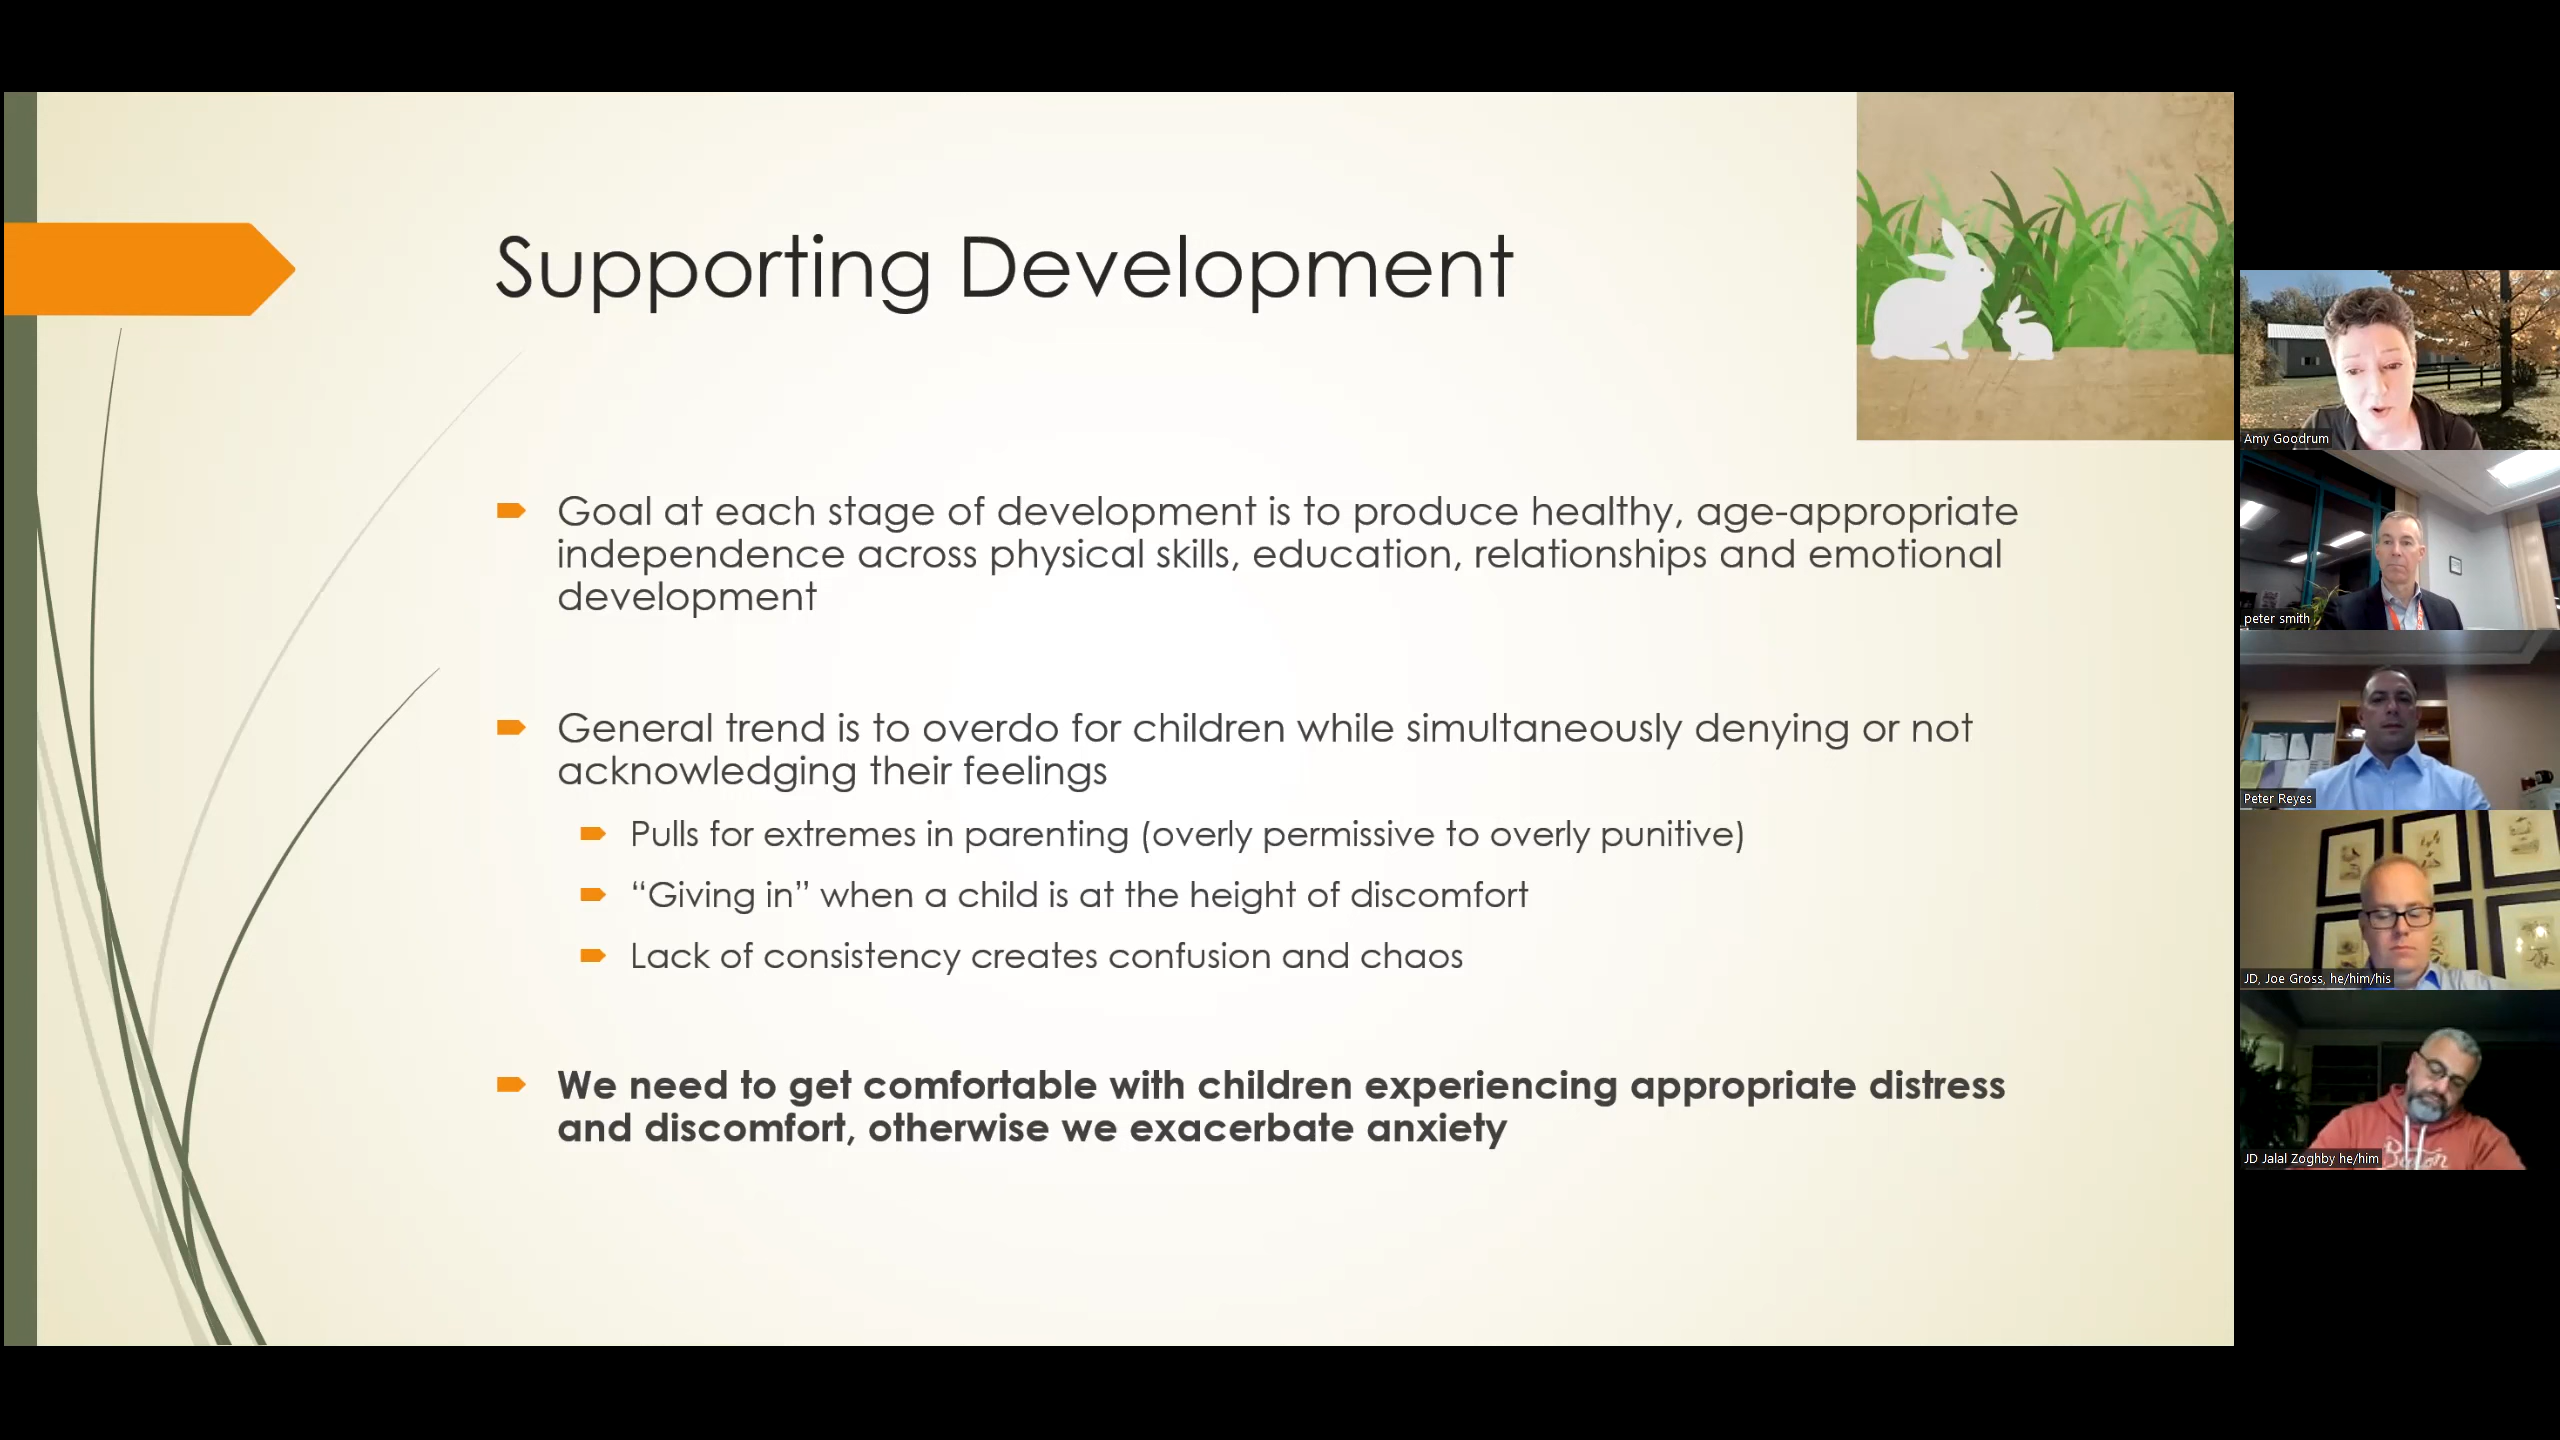 Supporting Development
Goal at each stage of development is to produce healthy, age-appropriate
independence across physical skills, education, relationships and emotional
development
General trend is to overdo for children while simultaneously denying or not
acknowledging their feelings
Pulls for extremes in parenting (overly permissive to overly punitive)
“Giving in” when a child is at the height of discomfort
Lack of consistency creates confusion and chaos
We need to get comfortable with children experiencing appropriate distress
and discomfort, otherwise we exacerbate anxiety
Amy Goodrum
peter smith
Peter Reyes
JD, Joe Gross, he/him/his
JD Jalal Zoghby he/him